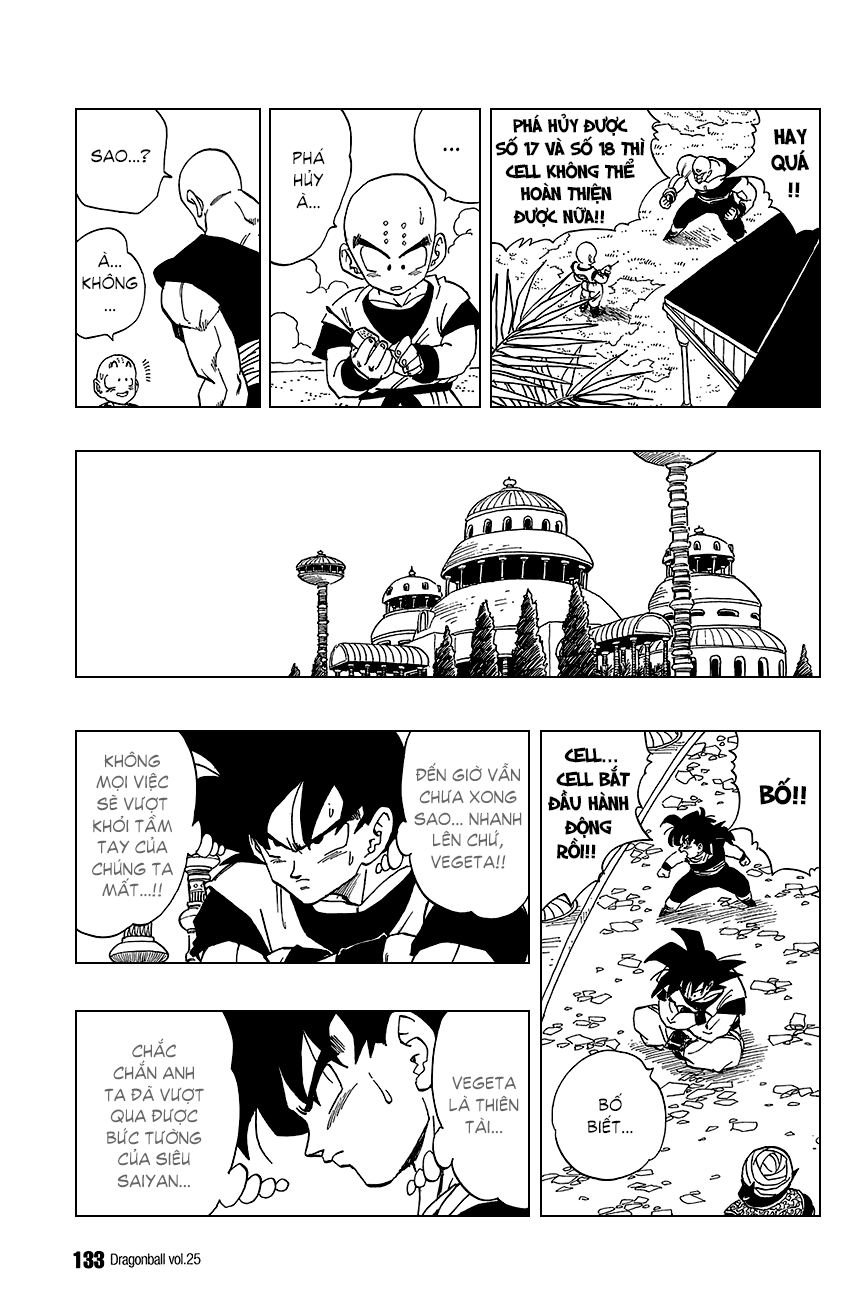 HAY
QUÁ
!!
PHÁ HỦY ĐƯỢC
SỐ 17 VÀ SỐ 18 THÌ
CELL KHÔNG THỂ
HOÀN THIỆN
ĐƯỢC NỮA!!
...
PHÁ
HỦY
À...
SAO...?
À...
KHÔNG
...
BỐ!!
CELL...
CELL BẮT
ĐẦU HÀNH
ĐỘNG
RỒI!!!
BỐ
BIẾT...
ĐẾN GIỜ VẪN
CHƯA XONG
SAO... NHANH
LÊN CHỨ,
VEGETA!!
KHÔNG
MỌI VIỆC
SẼ VƯỢT
KHỎI TẦM
TAY CỦA
CHÚNG TA
MẤT...!!
VEGETA
LÀ THIÊN
TÀI...
CHẮC
CHẮN ANH
TA ĐÃ VƯỢT
QUA ĐƯỢC
BỨC TƯỜNG
CỦA SIÊU
SAIYAN...
133 Dragonball vol.25